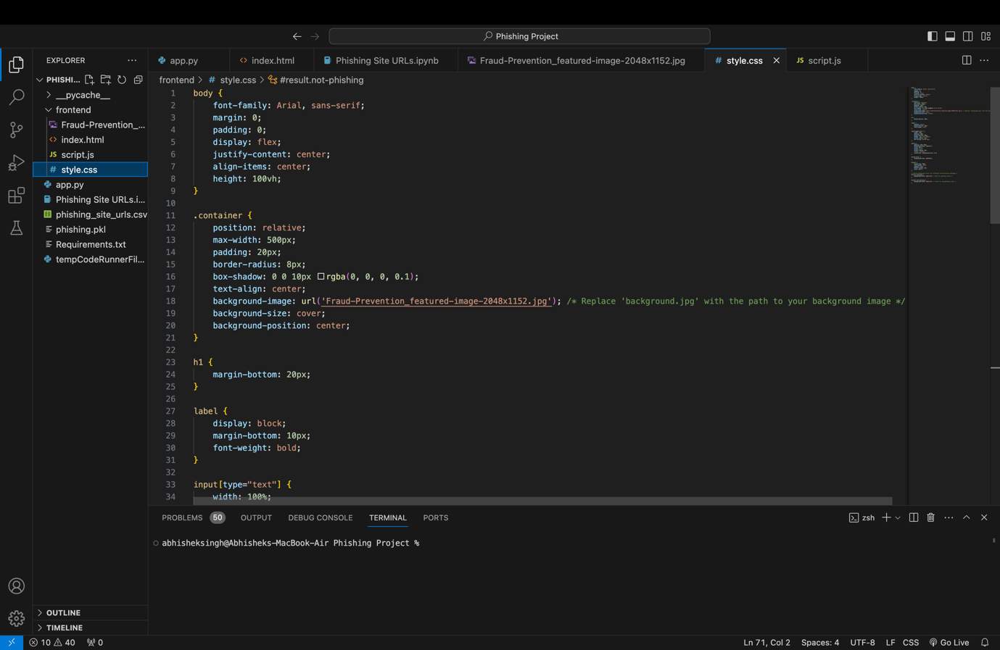 Phishing Project
EXPLORER
app.py
index.html
Phishing Site URLs.ipynb
Fraud-Prevention_featured-image-2048x1152.jpg
# style.css
JS script.js
PHISHI...
frontend > # style.css > #result.not-phishing
__pycache__
frontend
Fraud-Prevention_...
index.html
JS script.js
# style.css
app.py
Phishing Site URLs.i...
phishing_site_urls.csv
phishing.pkl
Requirements.txt
tempCodeRunnerFil...
1 body {
2 font-family: Arial, sans-serif;
3 margin: 0;
4 padding: 0;
5 display: flex;
6 justify-content: center;
7 align-items: center;
8 height: 100vh;
9 }
10
11 .container {
12 position: relative;
13 max-width: 500px;
14 padding: 20px;
15 border-radius: 8px;
16 box-shadow: 0 0 10px rgba(0, 0, 0, 0.1);
17 text-align: center;
18 background-image: url('Fraud-Prevention_featured-image-2048x1152.jpg'); /* Replace 'background.jpg' with the path to your background image */
19 background-size: cover;
20 background-position: center;
21 }
22
23 h1 {
24 margin-bottom: 20px;
25 }
26
27 label {
28 display: block;
29 margin-bottom: 10px;
30 font-weight: bold;
31 }
32
33 input[type="text"] {
34 width: 100%;
PROBLEMS 50 OUTPUT DEBUG CONSOLE TERMINAL PORTS
zsh
abhisheksingh@Abhisheks-MacBook-Air Phishing Project %
OUTLINE
TIMELINE
10 40 0
Ln 71, Col 2 Spaces: 4 UTF-8 LF CSS Go Live